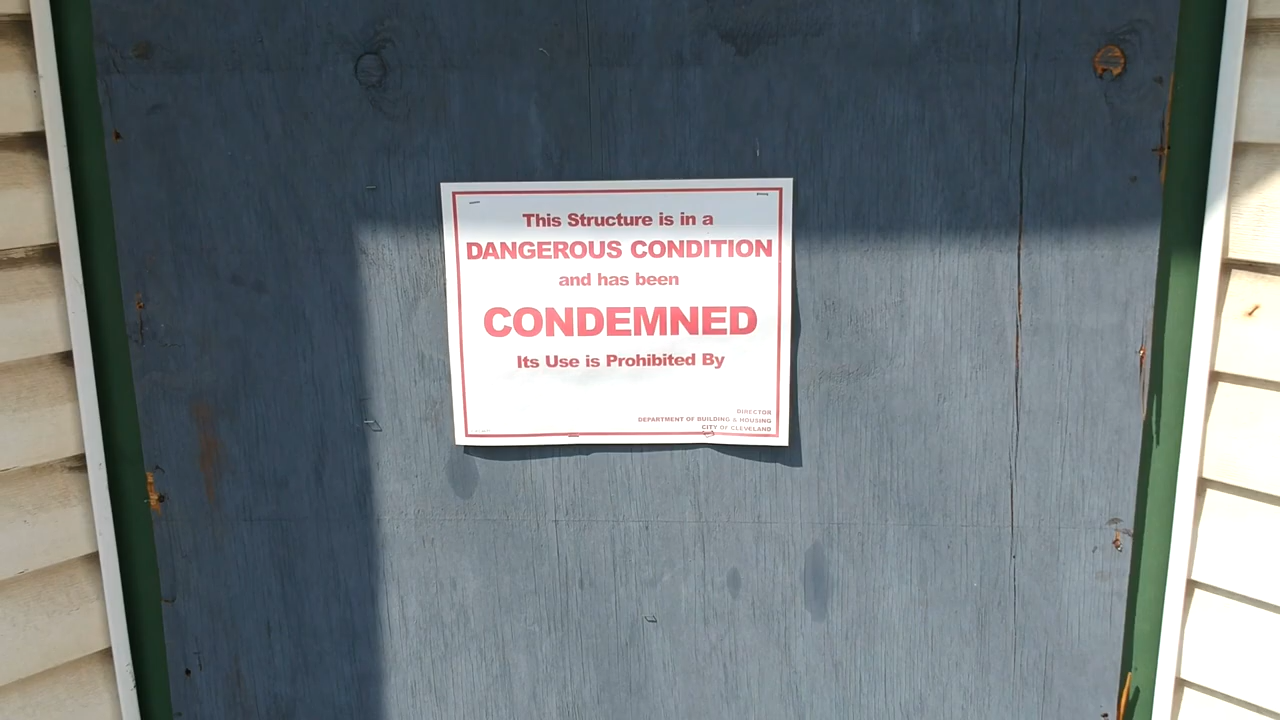 This Structure is in a
DANGEROUS CONDITION
and has been
CONDEMNED
Its Use is Prohibited By
DIRECTOR
DEPARTMENT OF BUILDING & HOUSING
CITY OF CLEVELAND